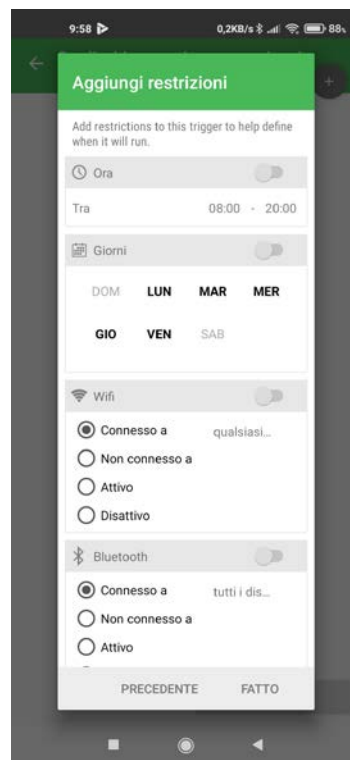 9:58 0,2KB/s 88%
Aggiungi restrizioni
Add restrictions to this trigger to help define
when it will run.
Ora
Tra 08:00 - 20:00
Giorni
DOM LUN MAR MER
GIO VEN SAB
Wifi
Connesso a qualsiasi...
Non connesso a
Attivo
Disattivo
Bluetooth
Connesso a tutti i dis...
Non connesso a
Attivo
PRECEDENTE FATTO